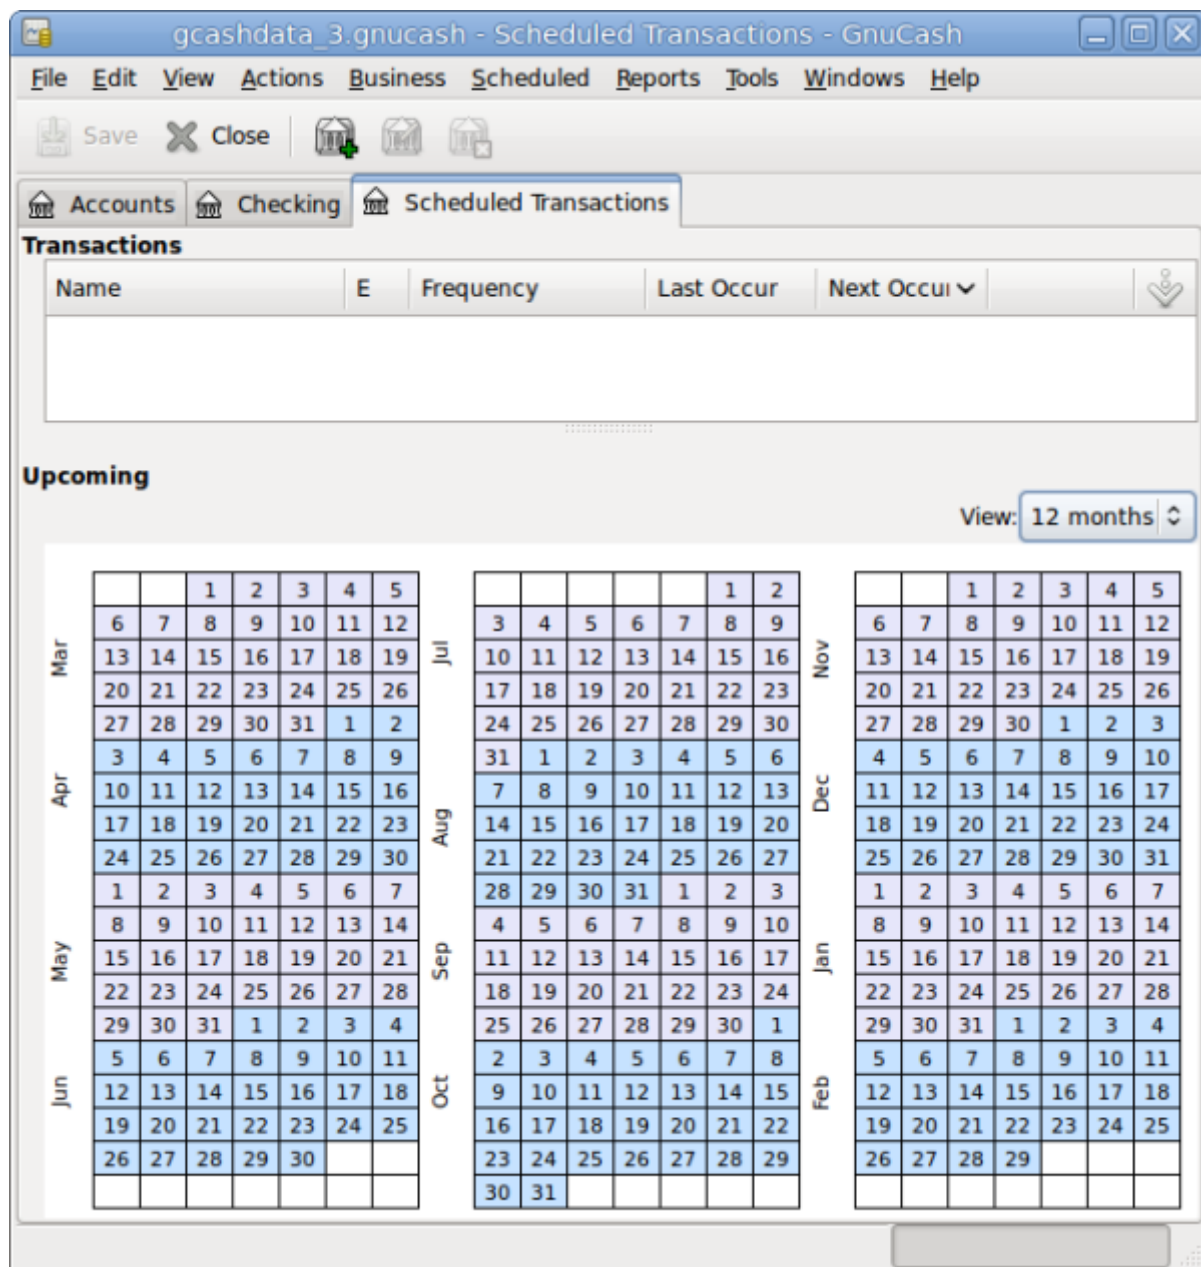 gcashdata_3.gnucash - Scheduled Transactions - GnuCash
File Edit View Actions Business Scheduled Reports Tools Windows Help
Save Close
Accounts Checking Scheduled Transactions
Transactions
Name E Frequency Last Occur Next Occur
Upcoming
View: 12 months
Mar
Apr
May
Jun
1 2 3 4 5
6 7 8 9 10 11 12
13 14 15 16 17 18 19
20 21 22 23 24 25 26
27 28 29 30 31 1 2
3 4 5 6 7 8 9
10 11 12 13 14 15 16
17 18 19 20 21 22 23
24 25 26 27 28 29 30
1 2 3 4 5 6 7
8 9 10 11 12 13 14
15 16 17 18 19 20 21
22 23 24 25 26 27 28
29 30 31 1 2 3 4
5 6 7 8 9 10 11
12 13 14 15 16 17 18
19 20 21 22 23 24 25
26 27 28 29 30
Jul
Aug
Sep
Oct
1 2
3 4 5 6 7 8 9
10 11 12 13 14 15 16
17 18 19 20 21 22 23
24 25 26 27 28 29 30
31 1 2 3 4 5 6
7 8 9 10 11 12 13
14 15 16 17 18 19 20
21 22 23 24 25 26 27
28 29 30 31 1 2 3
4 5 6 7 8 9 10
11 12 13 14 15 16 17
18 19 20 21 22 23 24
25 26 27 28 29 30 1
2 3 4 5 6 7 8
9 10 11 12 13 14 15
16 17 18 19 20 21 22
23 24 25 26 27 28 29
30 31
Nov
Dec
Jan
Feb
1 2 3 4 5
6 7 8 9 10 11 12
13 14 15 16 17 18 19
20 21 22 23 24 25 26
27 28 29 30 1 2 3
4 5 6 7 8 9 10
11 12 13 14 15 16 17
18 19 20 21 22 23 24
25 26 27 28 29 30 31
1 2 3 4 5 6 7
8 9 10 11 12 13 14
15 16 17 18 19 20 21
22 23 24 25 26 27 28
29 30 31 1 2 3 4
5 6 7 8 9 10 11
12 13 14 15 16 17 18
19 20 21 22 23 24 25
26 27 28 29